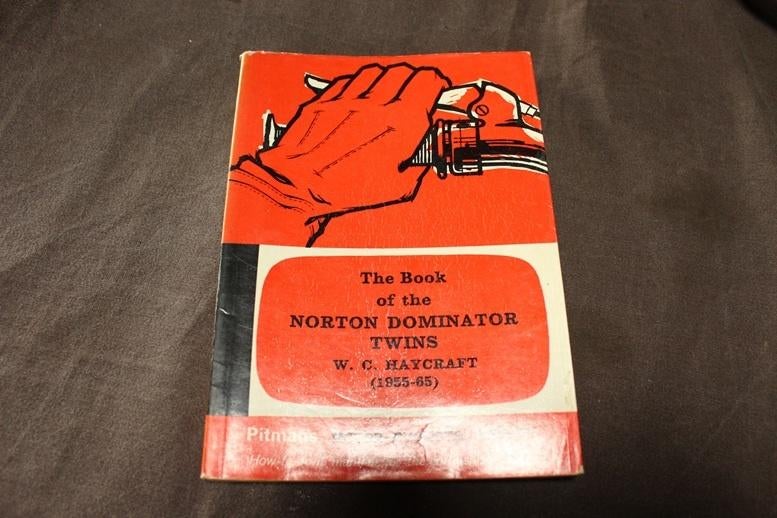 The Book
of the
NORTON DOMINATOR
TWINS
W. C. HAYCRAFT
(1955-65)
Pitmans